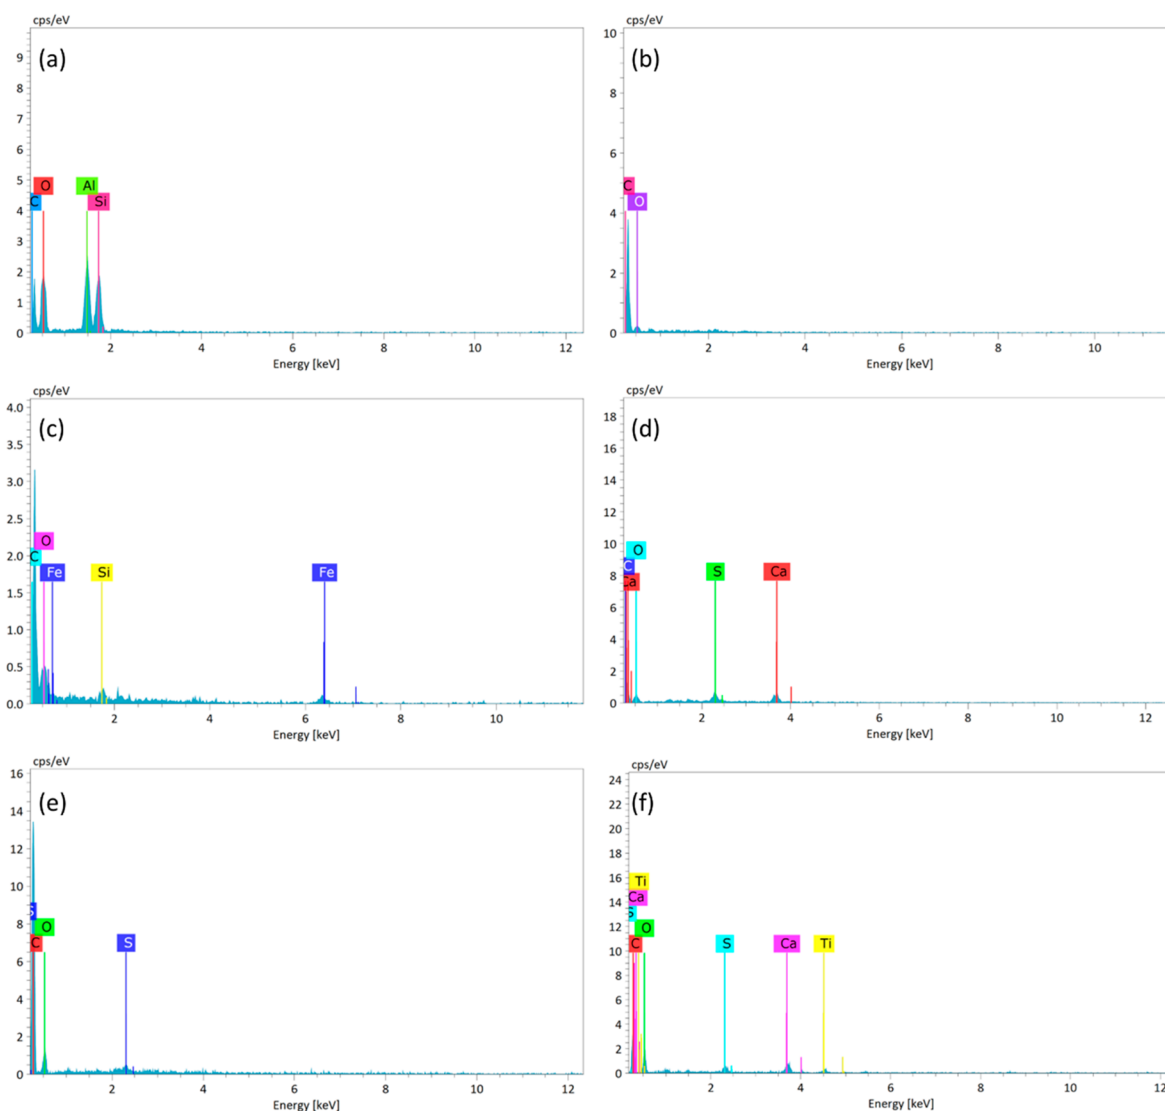 cps/eV
(a)
9
8
7
6
5
4
3
2
1
0
O
Al
C
Si
2 4 6 8 10 12
Energy [keV]
cps/eV
(b)
10
8
6
4
2
0
C
O
2 4 6 8 10
Energy [keV]
cps/eV
(c)
4.0
3.5
3.0
2.5
2.0
1.5
1.0
0.5
0.0
O
C
Fe Si Fe
2 4 6 8 10
Energy [keV]
cps/eV
(d)
18
16
14
12
10
8
6
4
2
0
O
C
Ca S Ca
2 4 6 8 10 12
Energy [keV]
cps/eV
(e)
16
14
12
10
8
6
4
2
0
S
O
C S
2 4 6 8 10 12
Energy [keV]
cps/eV
(f)
24
22
20
18
16
14
12
10
8
6
4
2
0
Ti
Ca
S
O
C S Ca Ti
2 4 6 8 10 12
Energy [keV]